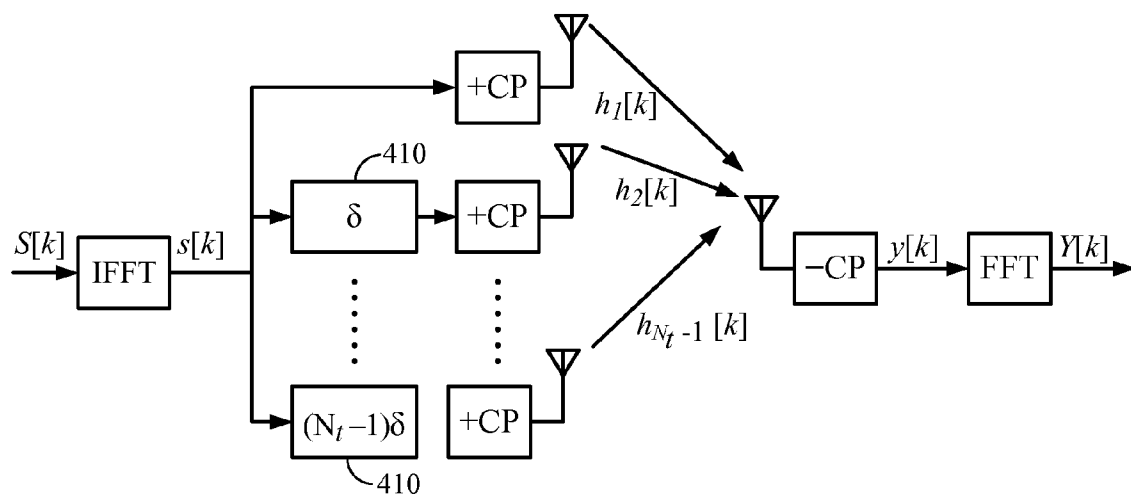 +CP
h1[k]
410
δ
+CP
h2[k]
S[k]
IFFT
s[k]
−CP
y[k]
FFT
Y[k]
hNt -1 [k]
(Nt −1)δ
+CP
410